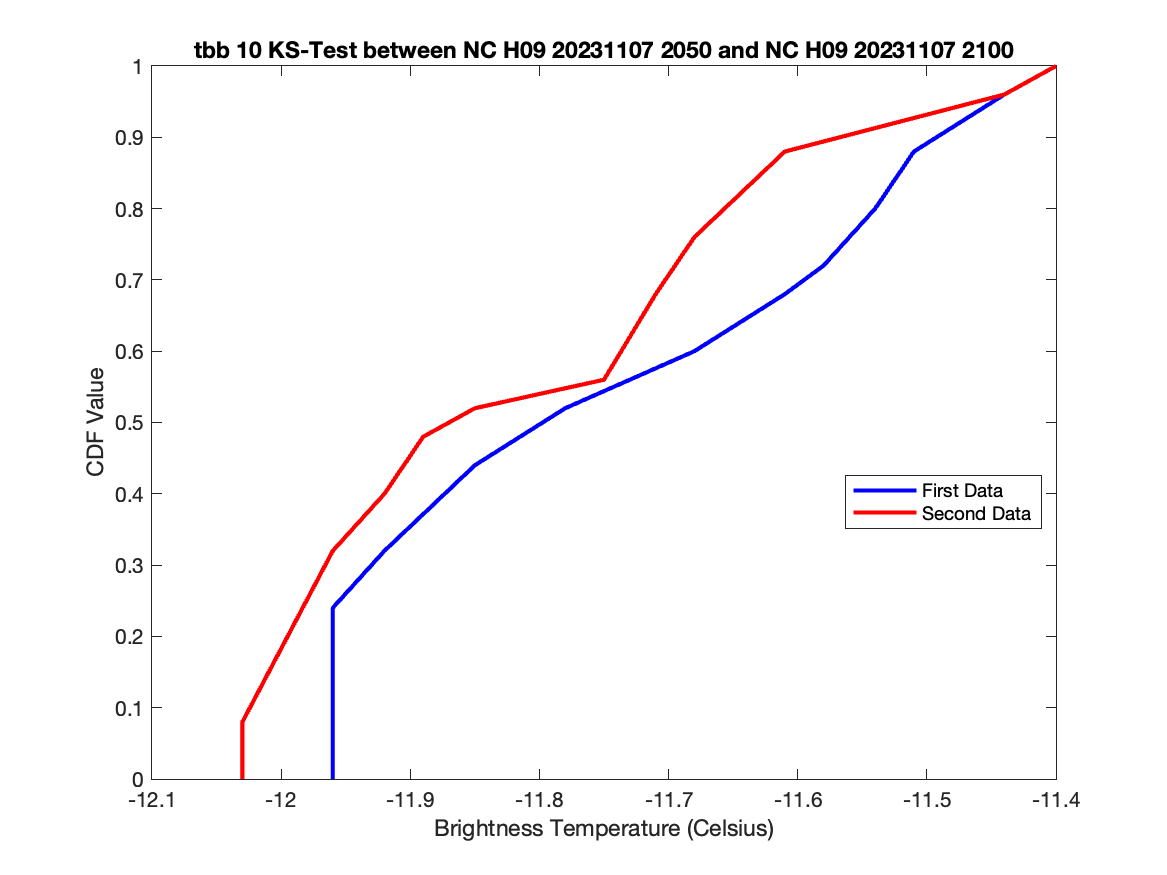 tbb 10 KS-Test between NC H09 20231107 2050 and NC H09 20231107 2100
1
0.9
0.8
0.7
0.6
0.5
0.4
0.3
0.2
0.1
0
CDF Value
First Data
Second Data
-12.1 -12 -11.9 -11.8 -11.7 -11.6 -11.5 -11.4
Brightness Temperature (Celsius)